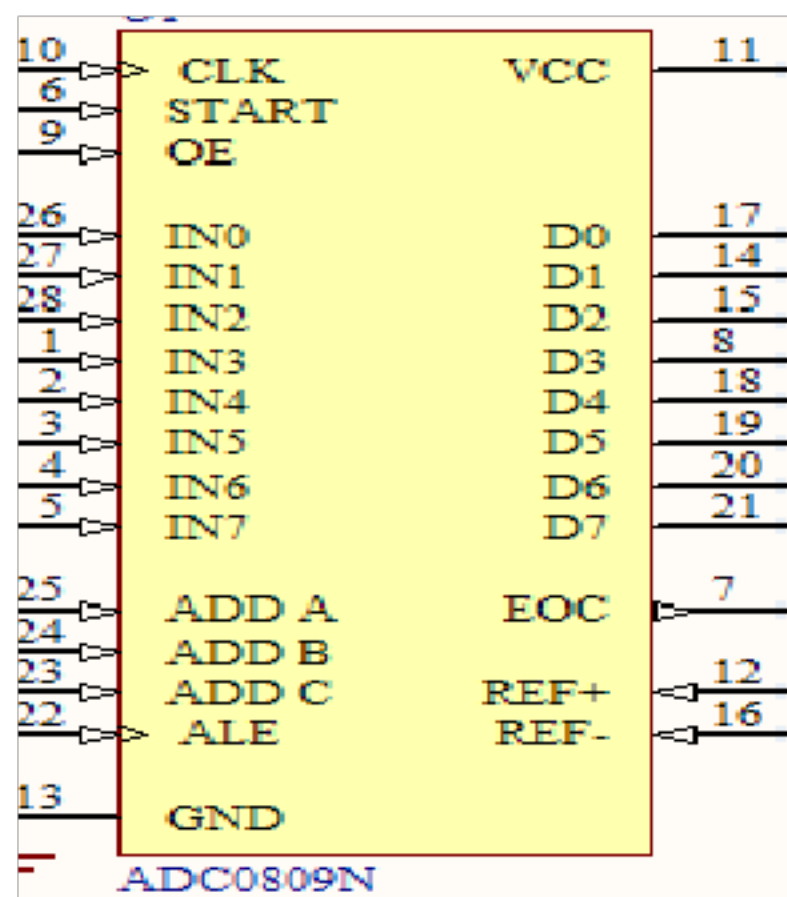 10 CLK VCC 11
6 START
9 OE
26 IN0 D0 17
27 IN1 D1 14
28 IN2 D2 15
1 IN3 D3 8
2 IN4 D4 18
3 IN5 D5 19
4 IN6 D6 20
5 IN7 D7 21
25 ADD A EOC 7
24 ADD B
23 ADD C REF+ 12
22 ALE REF- 16
13 GND
ADC0809N